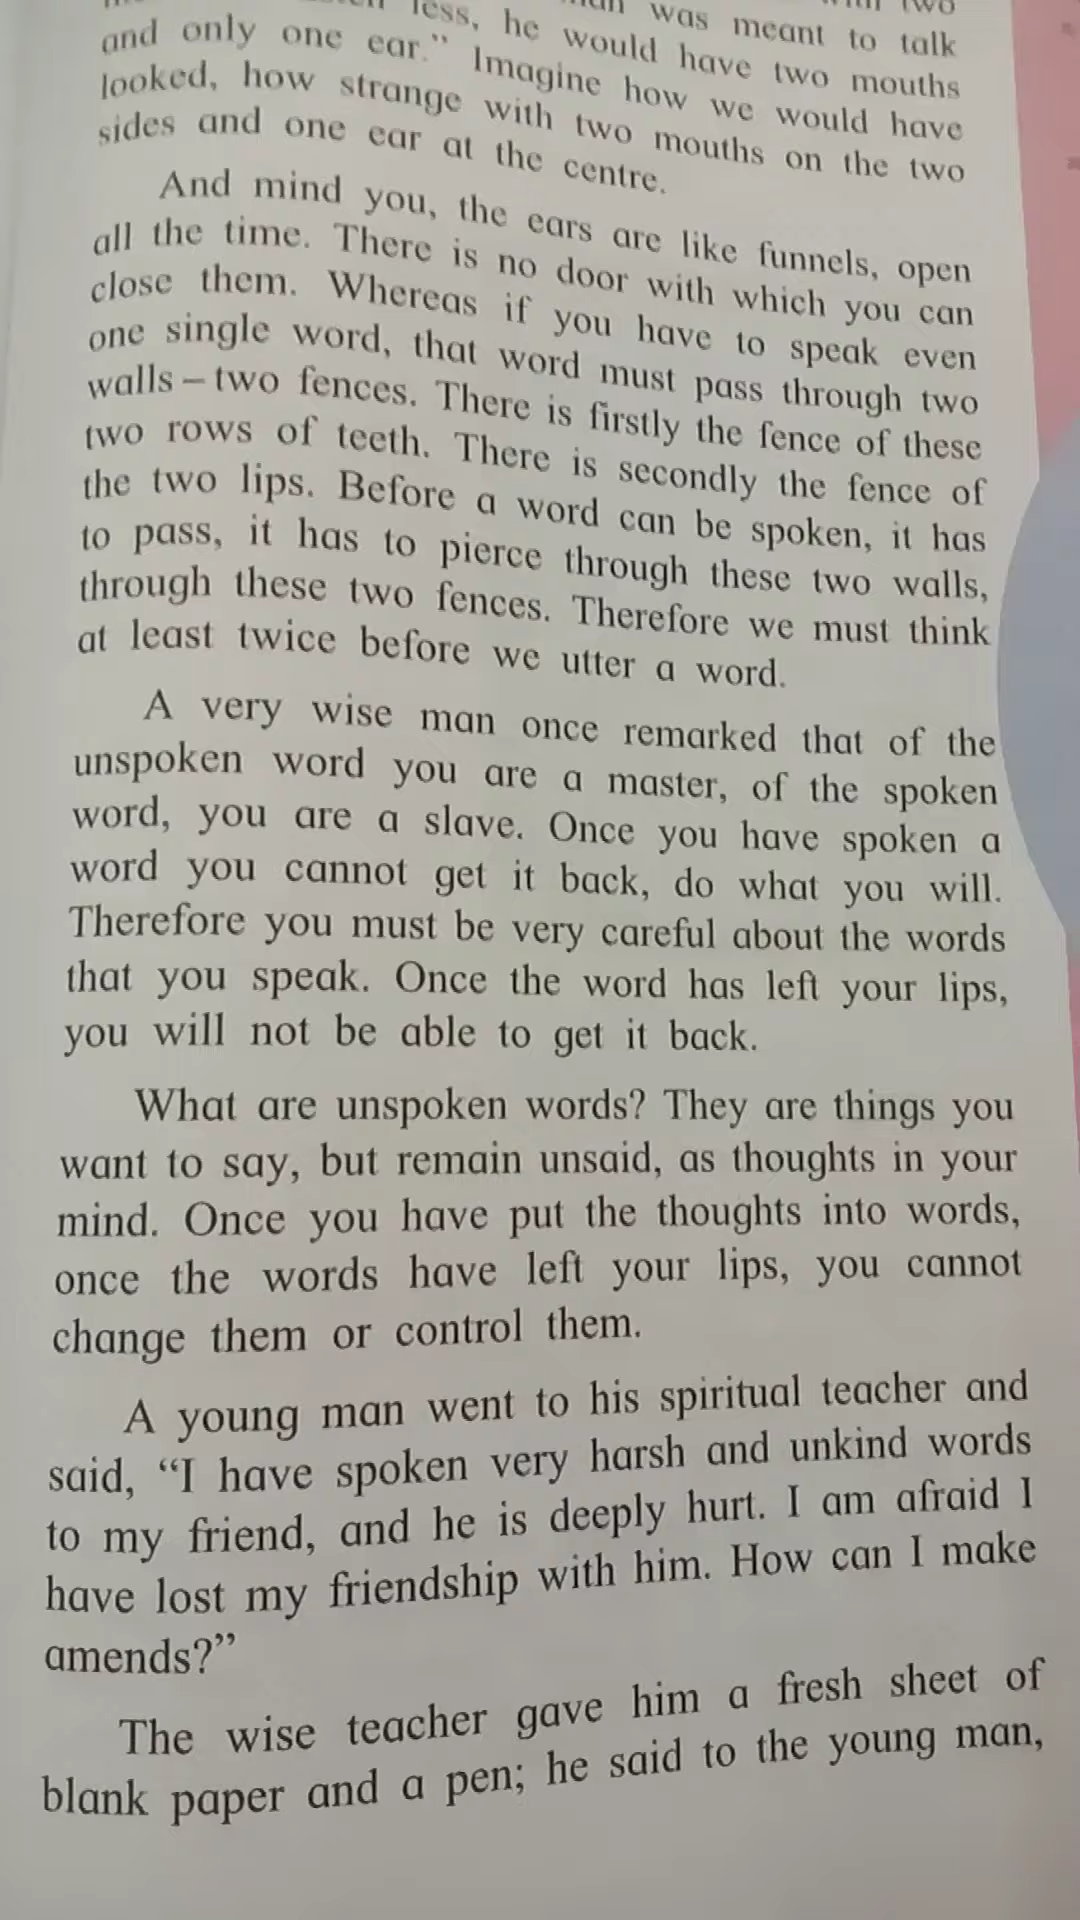 less, he would was meant to talk
and only one ear." Imagine have two mouths
looked, how strange with how we would have
sides and one ear at the two mouths on the two
centre.
And mind you, the ears are like funnels, open
all the time. There is no door with which you can
close them. Whereas if you have to speak even
one single word, that word must pass through two
walls – two fences. There is firstly the fence of these
two rows of teeth. There is secondly the fence of
the two lips. Before a word can be spoken, it has
to pass, it has to pierce through these two walls,
through these two fences. Therefore we must think
at least twice before we utter a word.
A very wise man once remarked that of the
unspoken word you are a master, of the spoken
word, you are a slave. Once you have spoken a
word you cannot get it back, do what you will.
Therefore you must be very careful about the words
that you speak. Once the word has left your lips,
you will not be able to get it back.
What are unspoken words? They are things you
want to say, but remain unsaid, as thoughts in your
mind. Once you have put the thoughts into words,
once the words have left your lips, you cannot
change them or control them.
A young man went to his spiritual teacher and
said, “I have spoken very harsh and unkind words
to my friend, and he is deeply hurt. I am afraid I
have lost my friendship with him. How can I make
amends?”
The wise teacher gave him a fresh sheet of
blank paper and a pen; he said to the young man,